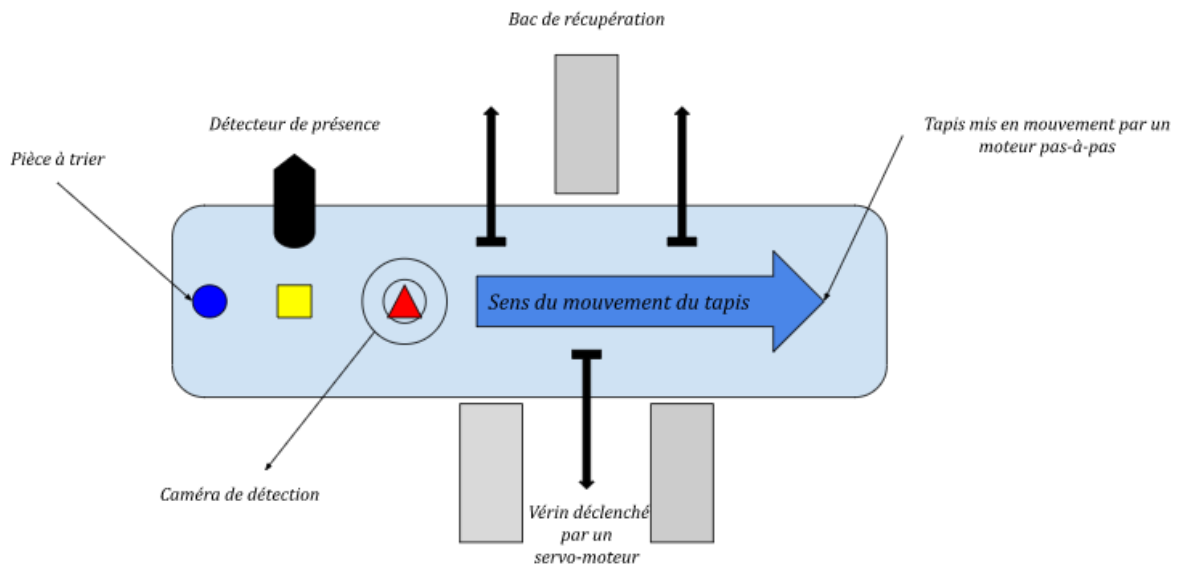 Bac de récupération
Détecteur de présence
Tapis mis en mouvement par un
moteur pas-à-pas
Pièce à trier
Sens du mouvement du tapis
Caméra de détection
Vérin déclenché
par un
servo-moteur